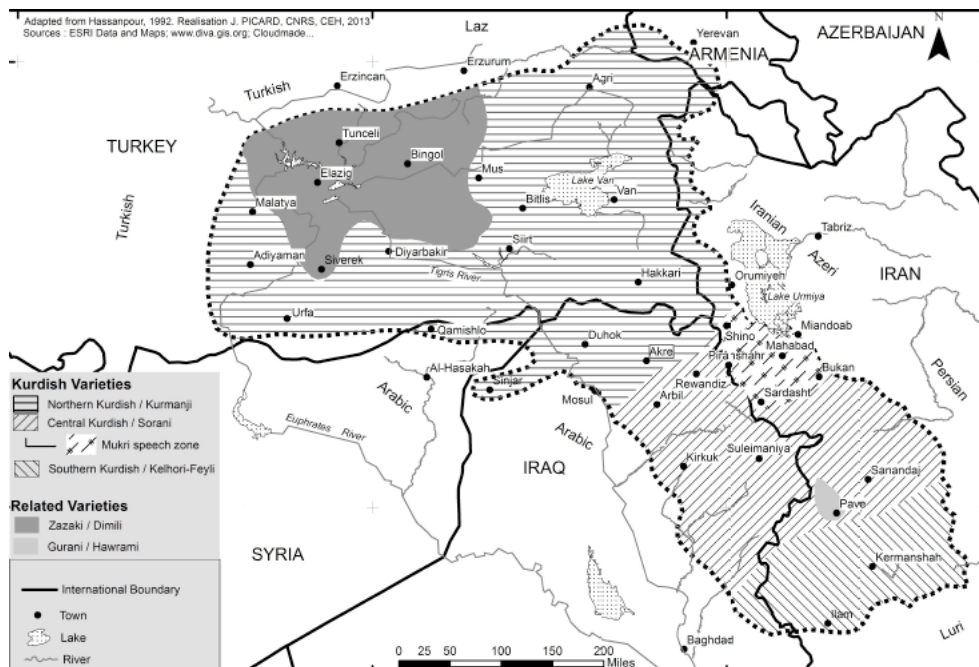 Adapted from Hassanpour, 1992. Realisation J. PICARD, CNRS, CEH, 2013
Sources : ESRI Data and Maps; www.diva.gis.org; Cloudmade...
Laz
N
Yerevan
ARMENIA
AZERBAIJAN
Erzurum
Erzincan
Agri
Turkish
TURKEY
Tunceli
Bingol
Elazig
Mus
Lake Van
Van
Malatya
Bitlis
Turkish
Iranian
Tabriz
Azeri
Siirt
Adiyaman
Siverek
Diyarbakir
Tigris River
Hakkari
Orumiyeh
IRAN
Lake Urmiya
Urfa
Qamishlo
Duhok
Shino
Miandoab
Akre
Piranshahr
Mahabad
Bukan
Al-Hasakah
Sinjar
Rewandiz
Persian
Arabic
Mosul
Arbil
Sardasht
Euphrates River
Arabic
IRAQ
Kirkuk
Suleimaniya
Sanandaj
Pave
SYRIA
Kermanshah
Ilam
Luri
Baghdad
Kurdish Varieties
Northern Kurdish / Kurmanji
Central Kurdish / Sorani
Mukri speech zone
Southern Kurdish / Kelhori-Feyli
Related Varieties
Zazaki / Dimili
Gurani / Hawrami
International Boundary
Town
Lake
River
0 50 100 150 200
Miles